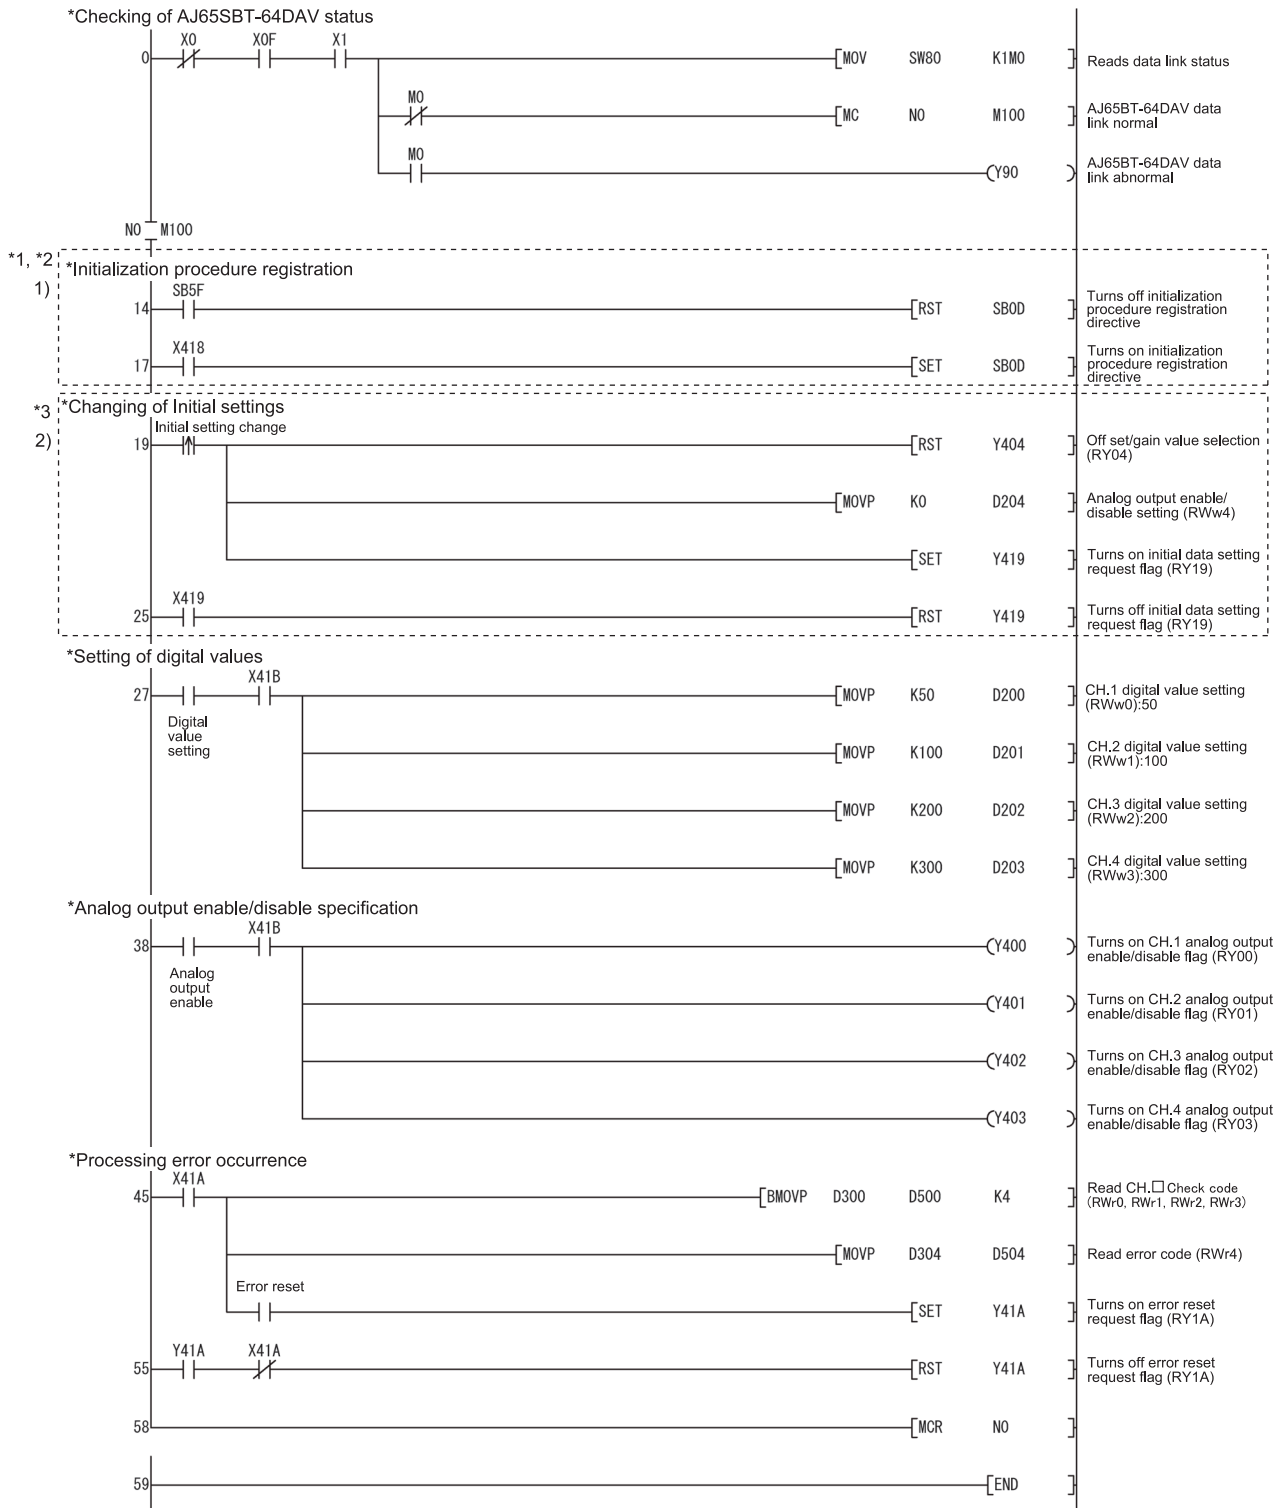 *Checking of AJ65SBT-64DAV status
X0 X0F X1
0 MOV SW80 K1M0 Reads data link status
M0
MC N0 M100 AJ65BT-64DAV data
link normal
M0
Y90 AJ65BT-64DAV data
link abnormal
N0 M100
*1, *2
1)
*Initialization procedure registration
SB5F
14 RST SB0D Turns off initialization
procedure registration
directive
X418
17 SET SB0D Turns on initialization
procedure registration
directive
*3
2)
*Changing of Initial settings
Initial setting change
19 RST Y404 Off set/gain value selection
(RY04)
MOVP K0 D204 Analog output enable/
disable setting (RWw4)
SET Y419 Turns on initial data setting
request flag (RY19)
X419
25 RST Y419 Turns off initial data setting
request flag (RY19)
*Setting of digital values
X41B
27 MOVP K50 D200 CH.1 digital value setting
(RWw0):50
Digital
value
setting
MOVP K100 D201 CH.2 digital value setting
(RWw1):100
MOVP K200 D202 CH.3 digital value setting
(RWw2):200
MOVP K300 D203 CH.4 digital value setting
(RWw3):300
*Analog output enable/disable specification
X41B
38 Y400 Turns on CH.1 analog output
enable/disable flag (RY00)
Analog
output
enable
Y401 Turns on CH.2 analog output
enable/disable flag (RY01)
Y402 Turns on CH.3 analog output
enable/disable flag (RY02)
Y403 Turns on CH.4 analog output
enable/disable flag (RY03)
*Processing error occurrence
X41A
45 BMOVP D300 D500 K4 Read CH.□ Check code
(RWr0, RWr1, RWr2, RWr3)
MOVP D304 D504 Read error code (RWr4)
Error reset
SET Y41A Turns on error reset
request flag (RY1A)
Y41A X41A
55 RST Y41A Turns off error reset
request flag (RY1A)
58 MCR N0
59 END